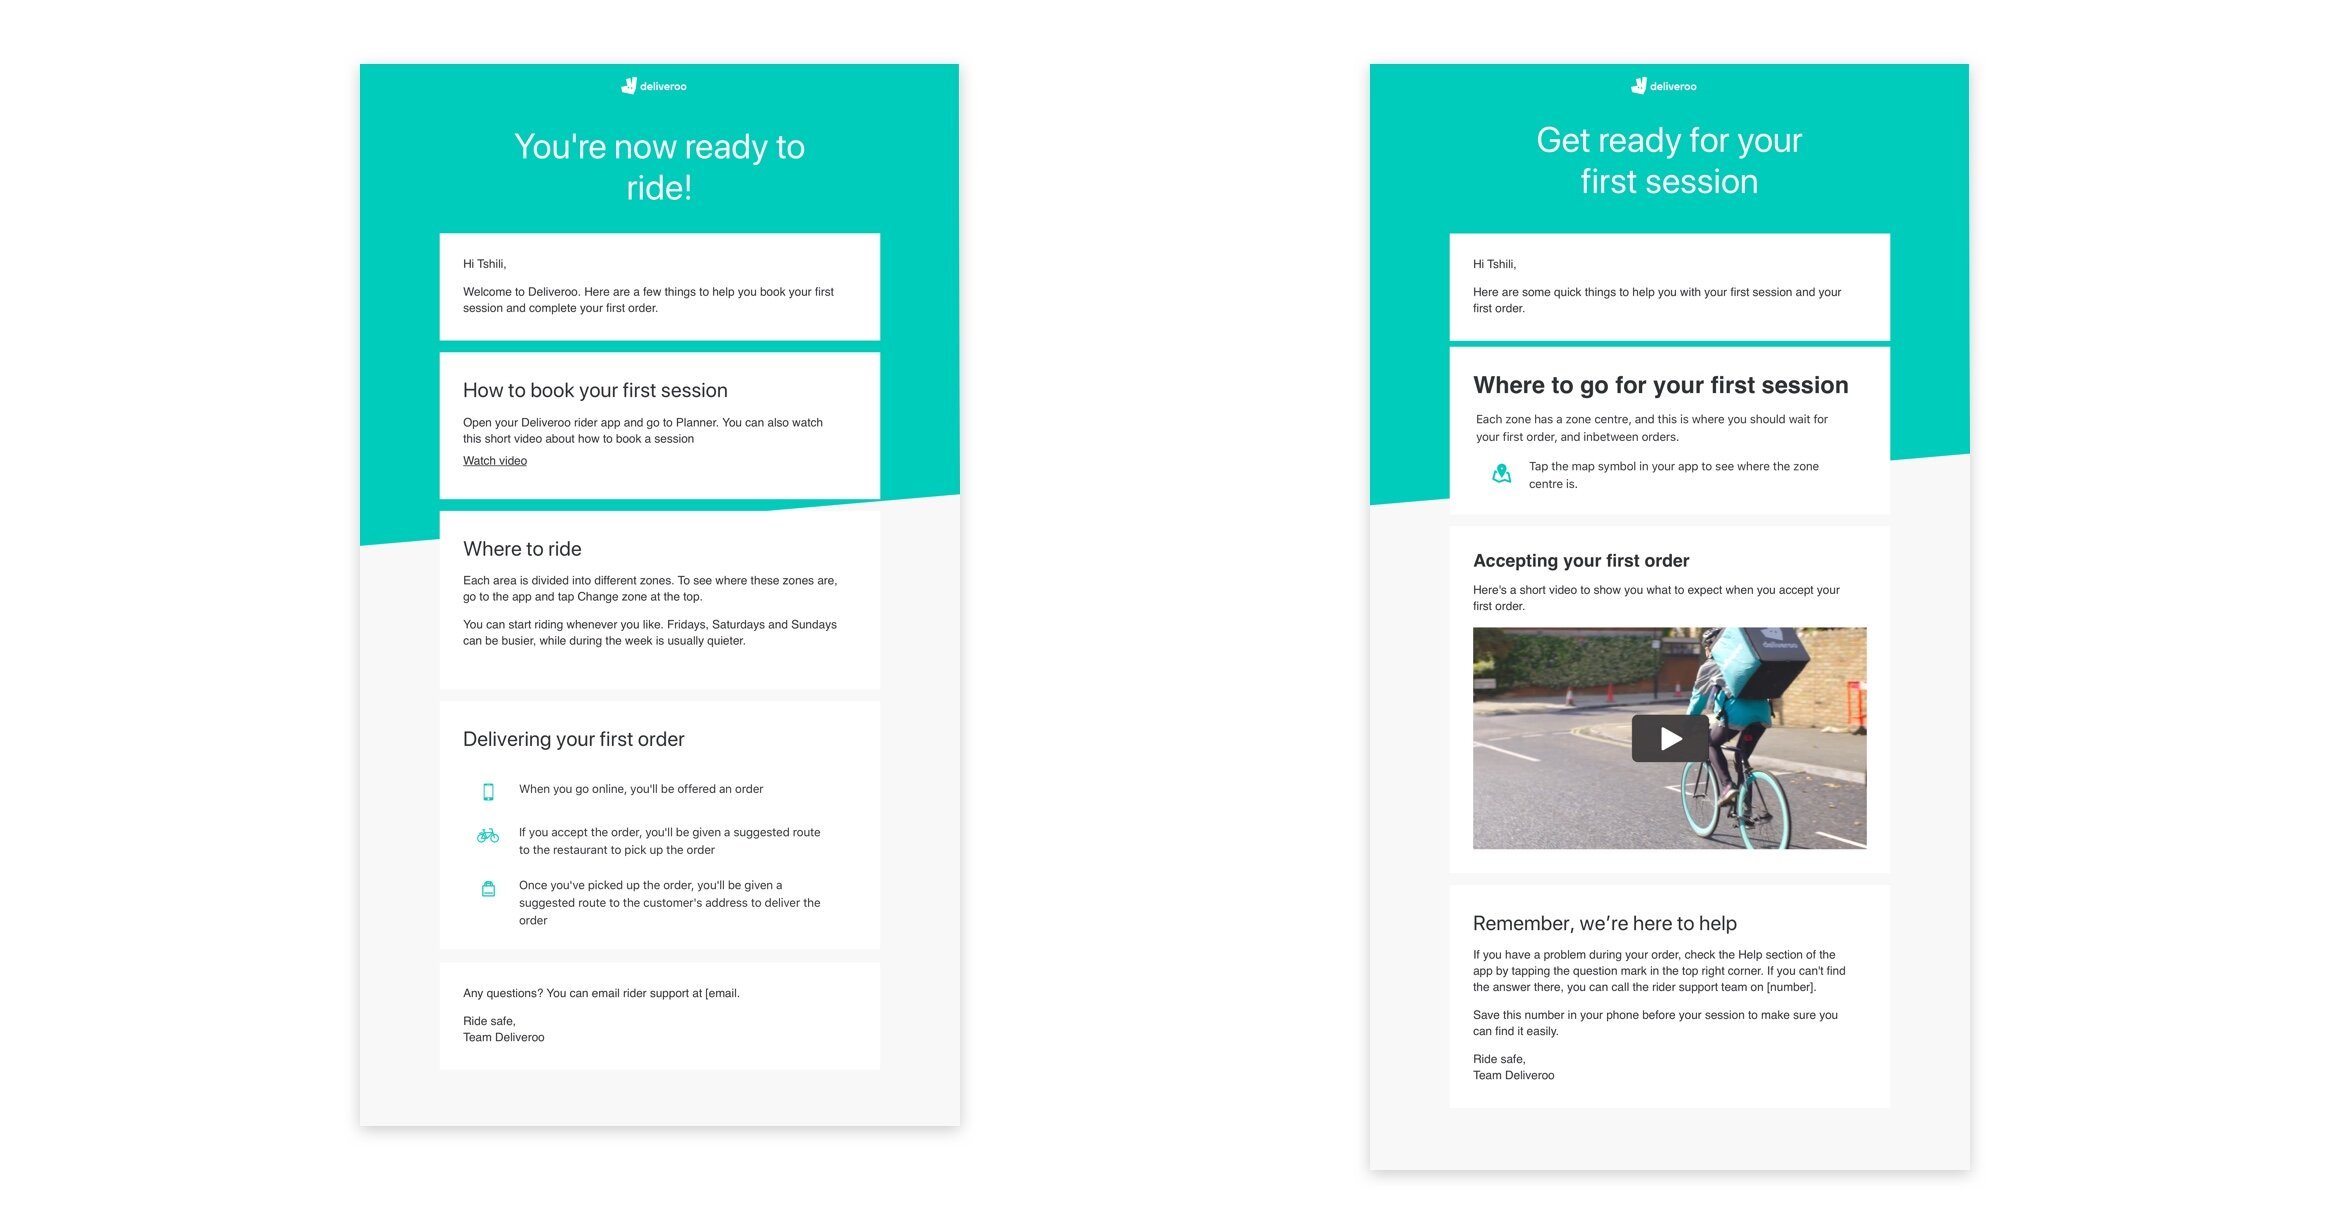 deliveroo
You're now ready to
ride!
Hi Tshili,
Welcome to Deliveroo. Here are a few things to help you book your first
session and complete your first order.
How to book your first session
Open your Deliveroo rider app and go to Planner. You can also watch
this short video about how to book a session
Watch video
Where to ride
Each area is divided into different zones. To see where these zones are,
go to the app and tap Change zone at the top.
You can start riding whenever you like. Fridays, Saturdays and Sundays
can be busier, while during the week is usually quieter.
Delivering your first order
When you go online, you'll be offered an order
If you accept the order, you'll be given a suggested route
to the restaurant to pick up the order
Once you've picked up the order, you'll be given a
suggested route to the customer's address to deliver the
order
Any questions? You can email rider support at [email.
Ride safe,
Team Deliveroo
deliveroo
Get ready for your
first session
Hi Tshili,
Here are some quick things to help you with your first session and your
first order.
Where to go for your first session
Each zone has a zone centre, and this is where you should wait for
your first order, and inbetween orders.
Tap the map symbol in your app to see where the zone
centre is.
Accepting your first order
Here's a short video to show you what to expect when you accept your
first order.
deliveroo
Remember, we’re here to help
If you have a problem during your order, check the Help section of the
app by tapping the question mark in the top right corner. If you can't find
the answer there, you can call the rider support team on [number].
Save this number in your phone before your session to make sure you
can find it easily.
Ride safe,
Team Deliveroo